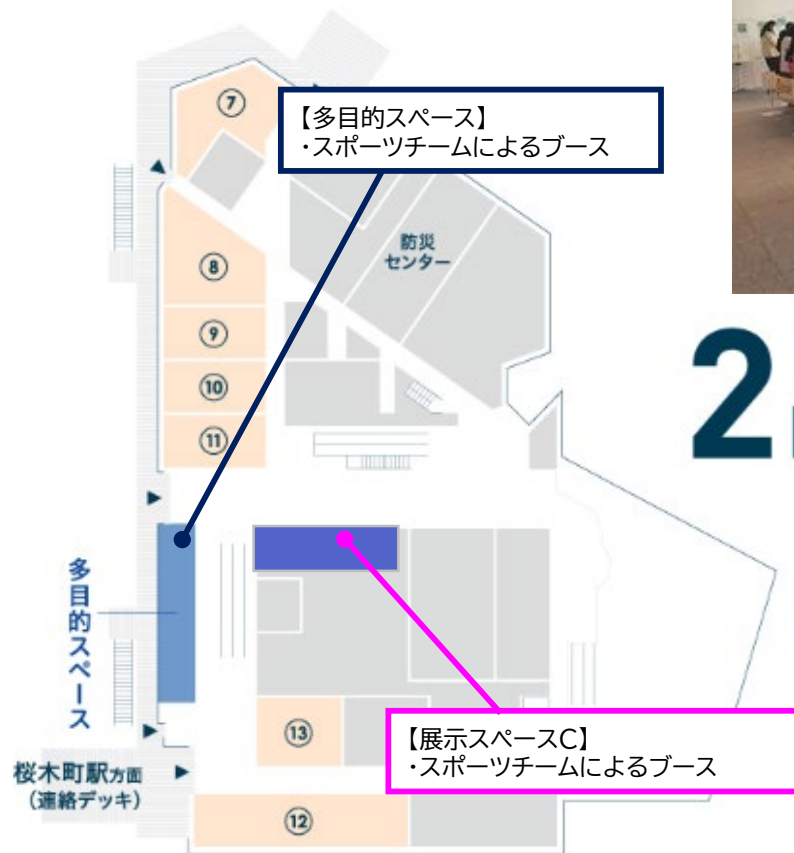 ⑦
【多目的スペース】
・スポーツチームによるブース
防災
センター
⑧
⑨
⑩
⑪
2
多目的スペース
⑬
【展示スペースC】
・スポーツチームによるブース
桜木町駅方面
（連絡デッキ）
⑫